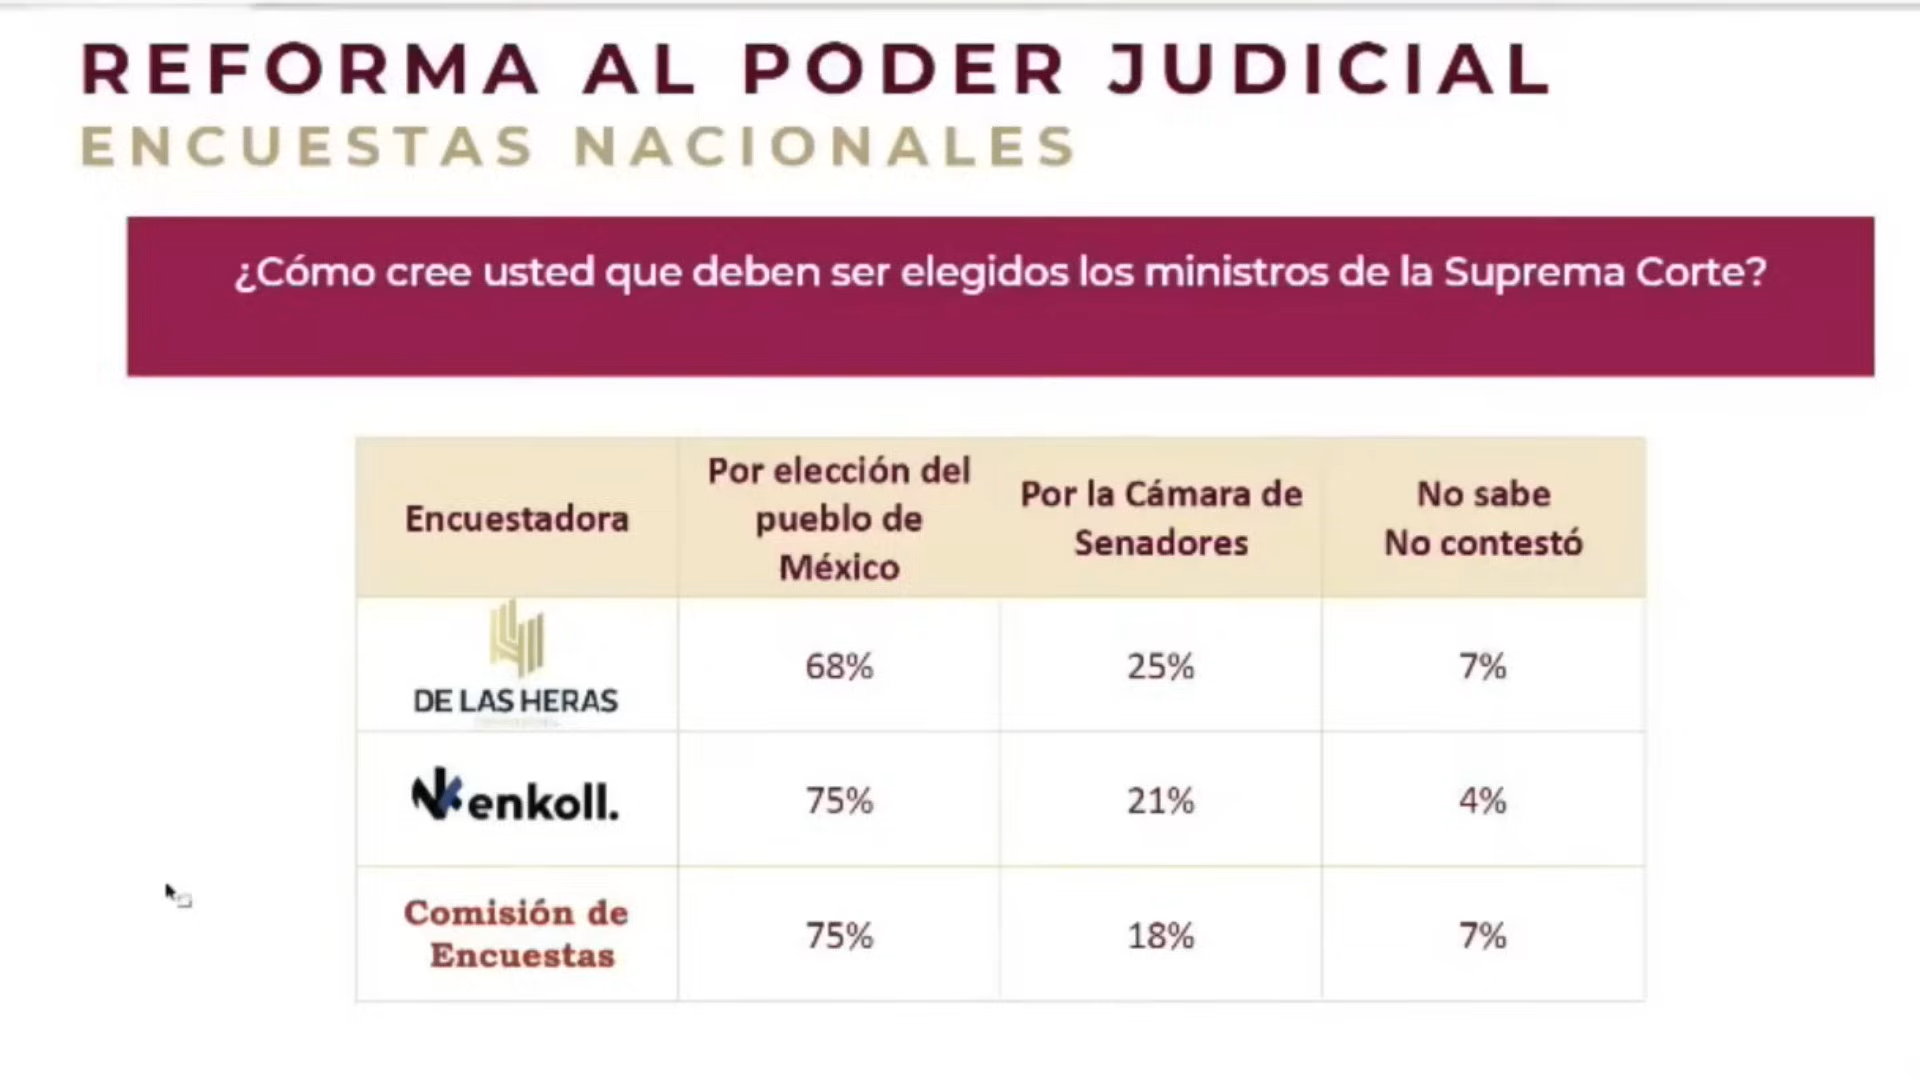 REFORMA AL PODER JUDICIAL
ENCUESTAS NACIONALES
¿Cómo cree usted que deben ser elegidos los ministros de la Suprema Corte?
Encuestadora
Por elección del
pueblo de
México
Por la Cámara de
Senadores
No sabe
No contestó
DE LAS HERAS
68%
25%
7%
enkoll.
75%
21%
4%
Comisión de
Encuestas
75%
18%
7%